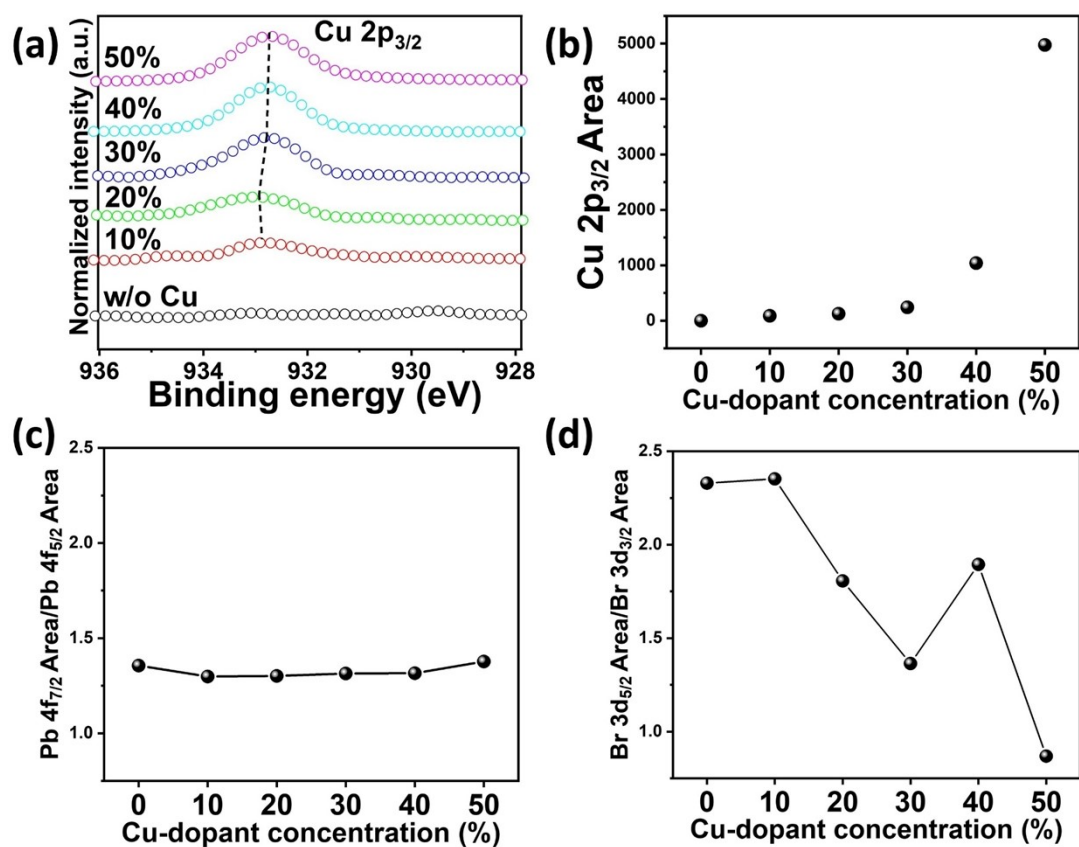 (a)
Cu 2p3/2
50%
40%
30%
20%
10%
w/o Cu
Normalized intensity (a.u.)
936 934 932 930 928
Binding energy (eV)
(b)
5000
4000
3000
2000
1000
0
Cu 2p3/2 Area
0 10 20 30 40 50
Cu-dopant concentration (%)
(c)
2.5
2.0
1.5
1.0
Pb 4f7/2 Area/Pb 4f5/2 Area
0 10 20 30 40 50
Cu-dopant concentration (%)
(d)
2.5
2.0
1.5
1.0
Br 3d5/2 Area/Br 3d3/2 Area
0 10 20 30 40 50
Cu-dopant concentration (%)